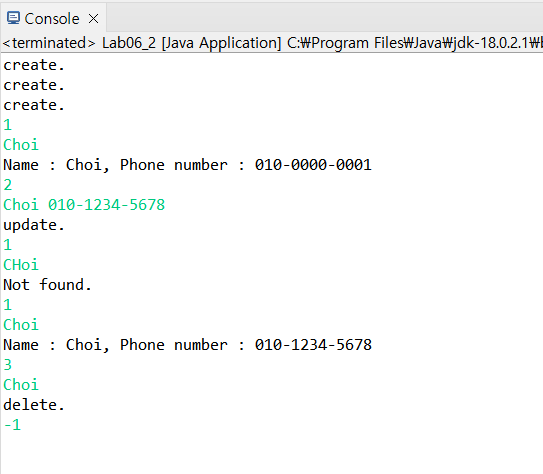 Console
<terminated> Lab06_2 [Java Application] C:₩Program Files₩Java₩jdk-18.0.2.1₩b
create.
create.
create.
1
Choi
Name : Choi, Phone number : 010-0000-0001
2
Choi 010-1234-5678
update.
1
CHoi
Not found.
1
Choi
Name : Choi, Phone number : 010-1234-5678
3
Choi
delete.
-1